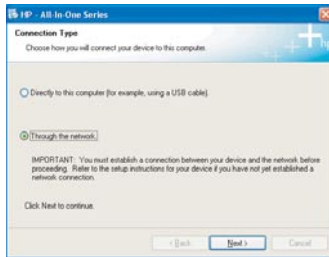 HP - All-In-One Series
Connection Type
Choose how you will connect your device to this computer.
Directly to this computer (for example, using a USB cable).
Through the network.
IMPORTANT: You must establish a connection between your device and the network before
proceeding. Refer to the setup instructions for your device if you have not yet established a
network connection.
Click Next to continue.
< Back Next > Cancel